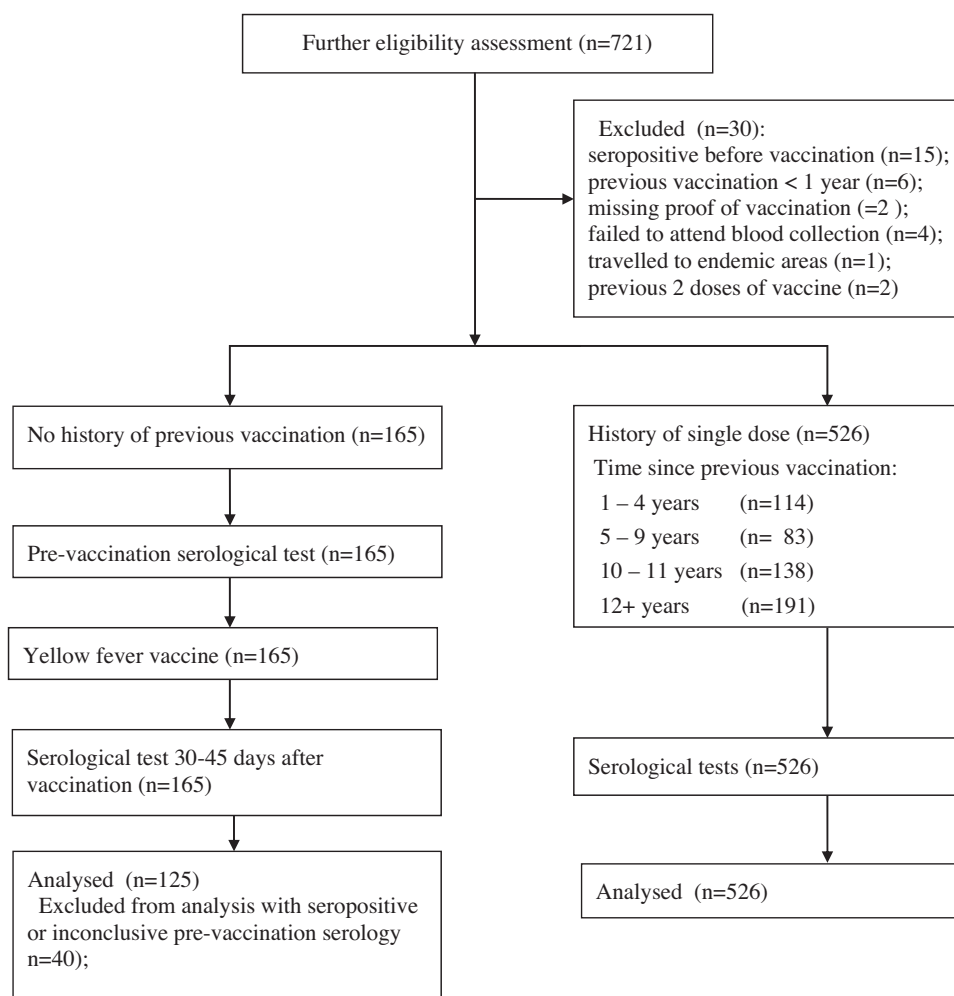 Further eligibility assessment (n=721)
Excluded (n=30):
seropositive before vaccination (n=15);
previous vaccination < 1 year (n=6);
missing proof of vaccination (=2 );
failed to attend blood collection (n=4);
travelled to endemic areas (n=1);
previous 2 doses of vaccine (n=2)
No history of previous vaccination (n=165)
Pre-vaccination serological test (n=165)
Yellow fever vaccine (n=165)
Serological test 30-45 days after
vaccination (n=165)
Analysed (n=125)
Excluded from analysis with seropositive
or inconclusive pre-vaccination serology
n=40);
History of single dose (n=526)
Time since previous vaccination:
1 – 4 years (n=114)
5 – 9 years (n= 83)
10 – 11 years (n=138)
12+ years (n=191)
Serological tests (n=526)
Analysed (n=526)